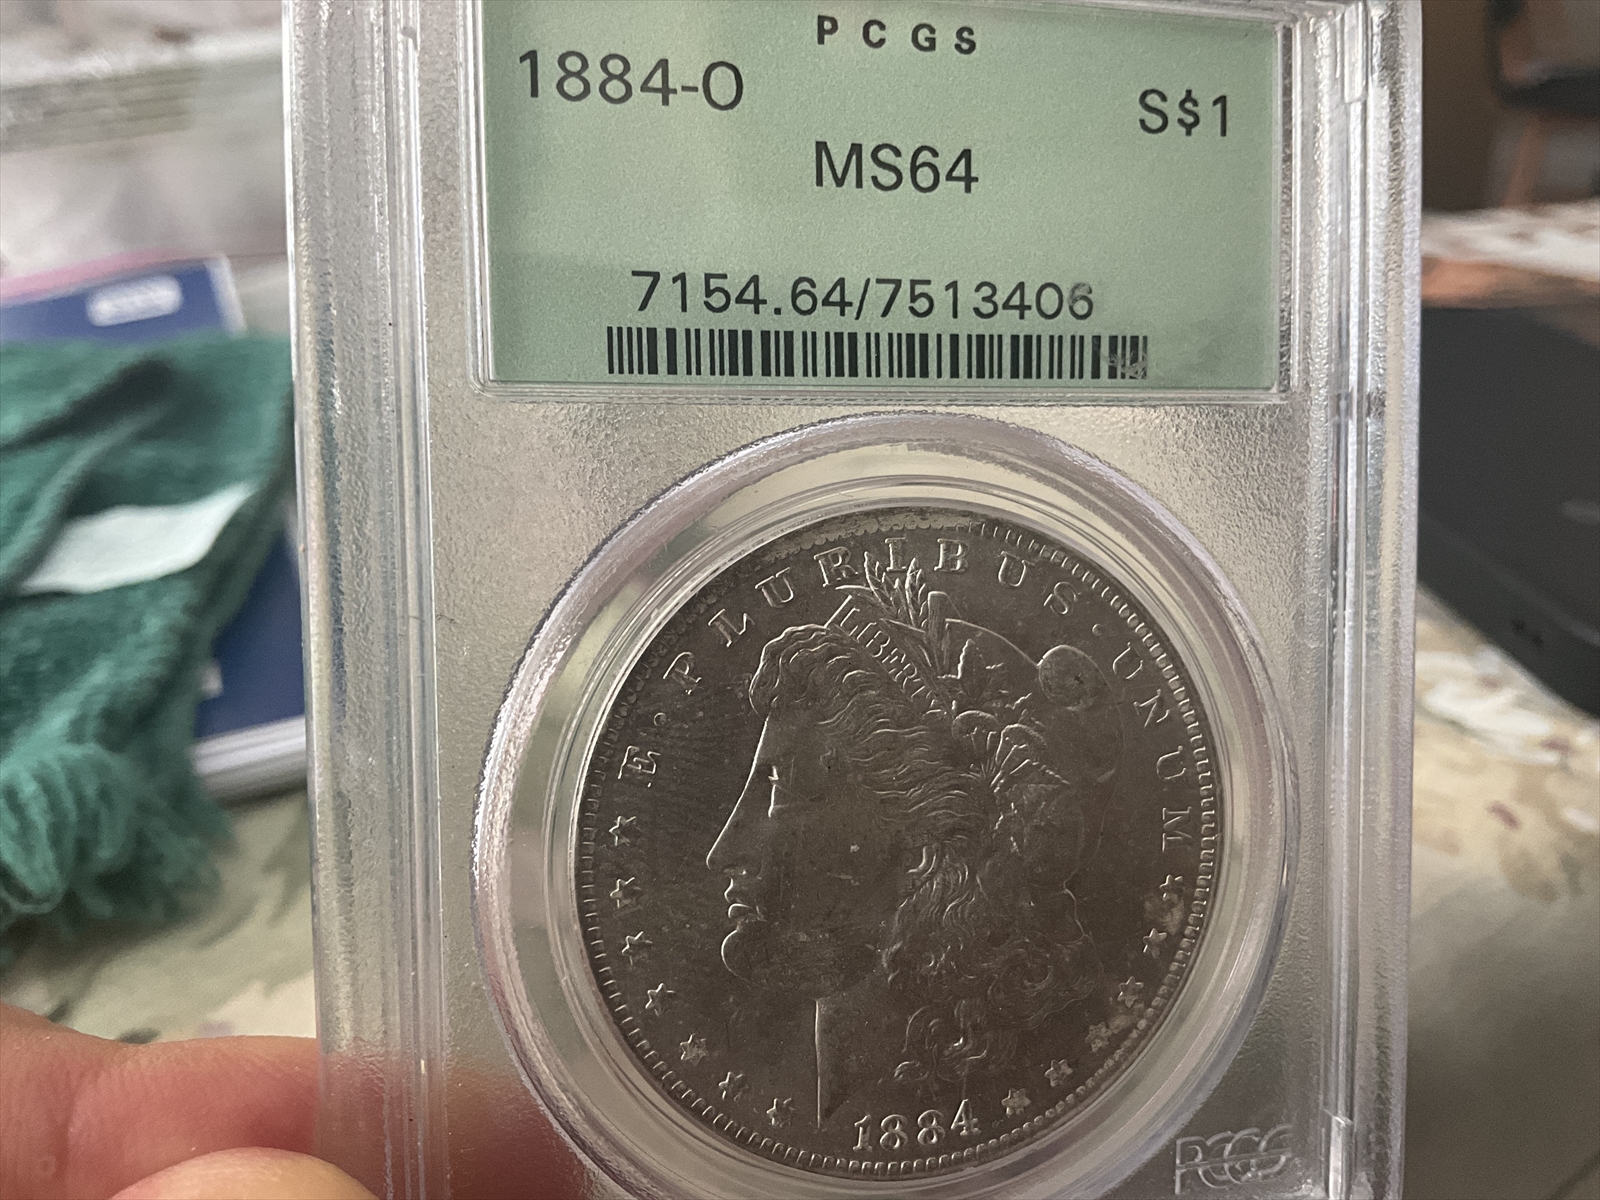 PCGS
1884-O
S$1
MS64
7154.64/7513406
E·PLURIBUS·UNUM
LIBERTY
1884
PCGS